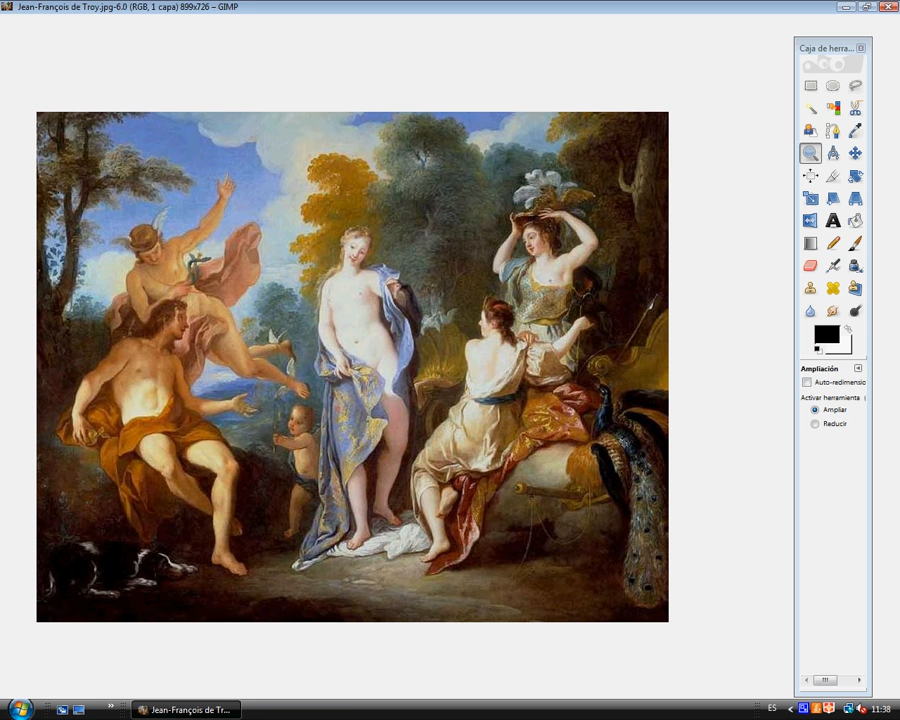 Jean-François de Troy.jpg-6.0 (RGB, 1 capa) 899x726 – GIMP
Caja de herra...
Ampliación
Auto-redimensio
Activar herramienta (
Ampliar
Reducir
Jean-François de Tr...
ES
11:38